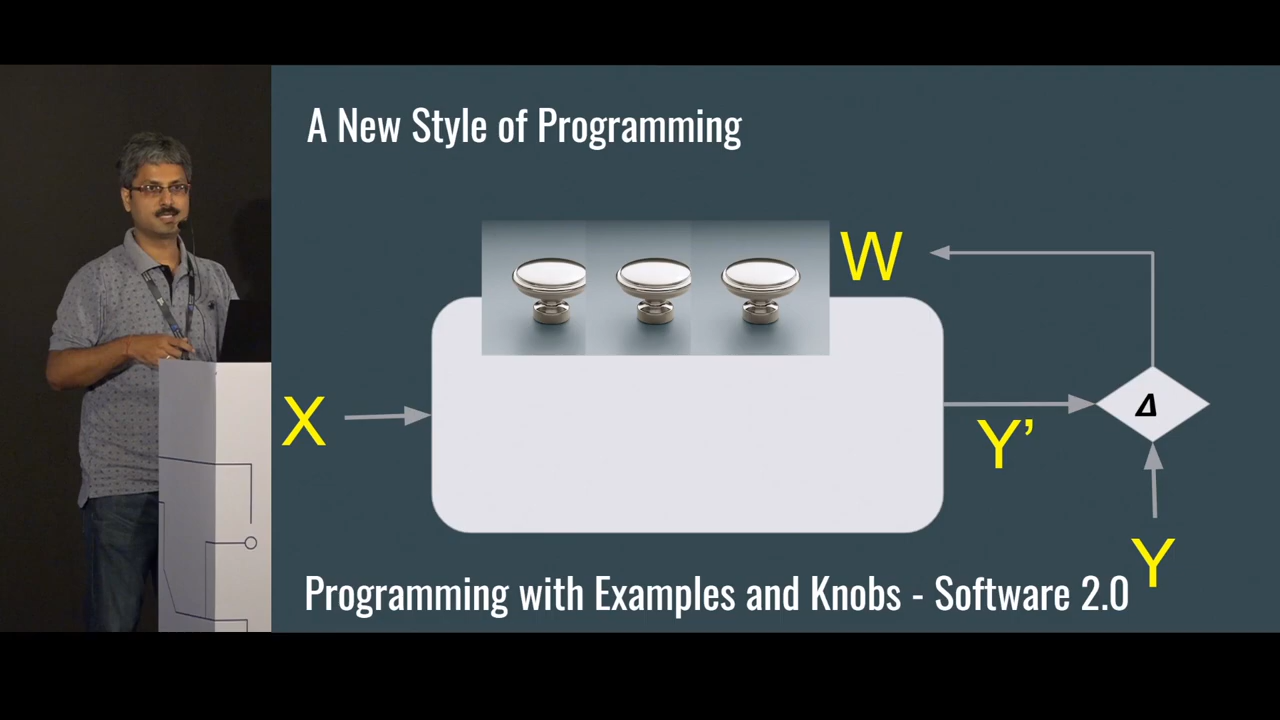 A New Style of Programming
W
X
Y’
Δ
Y
Programming with Examples and Knobs - Software 2.0